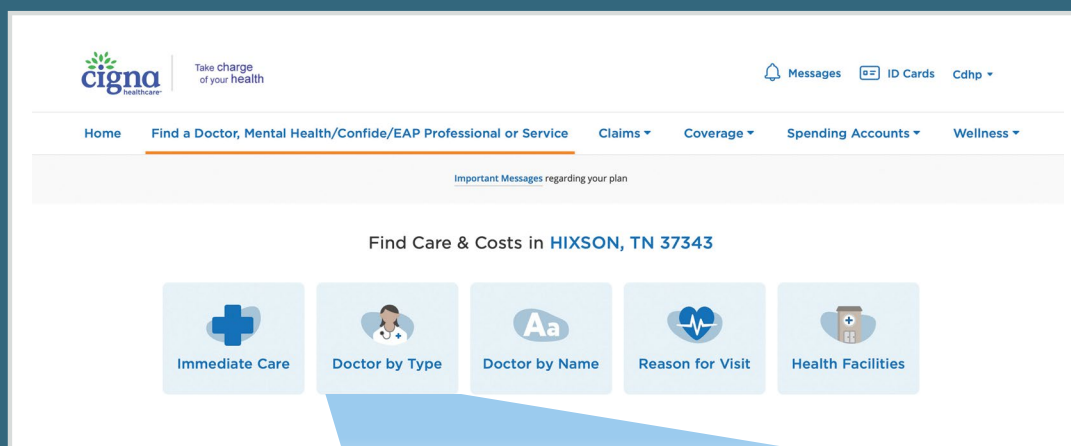 cigna
healthcare
Take charge
of your health
Messages
ID Cards
Cdhp
Home
Find a Doctor, Mental Health/Confide/EAP Professional or Service
Claims
Coverage
Spending Accounts
Wellness
Important Messages regarding your plan
Find Care & Costs in HIXSON, TN 37343
Aa
Immediate Care
Doctor by Type
Doctor by Name
Reason for Visit
Health Facilities